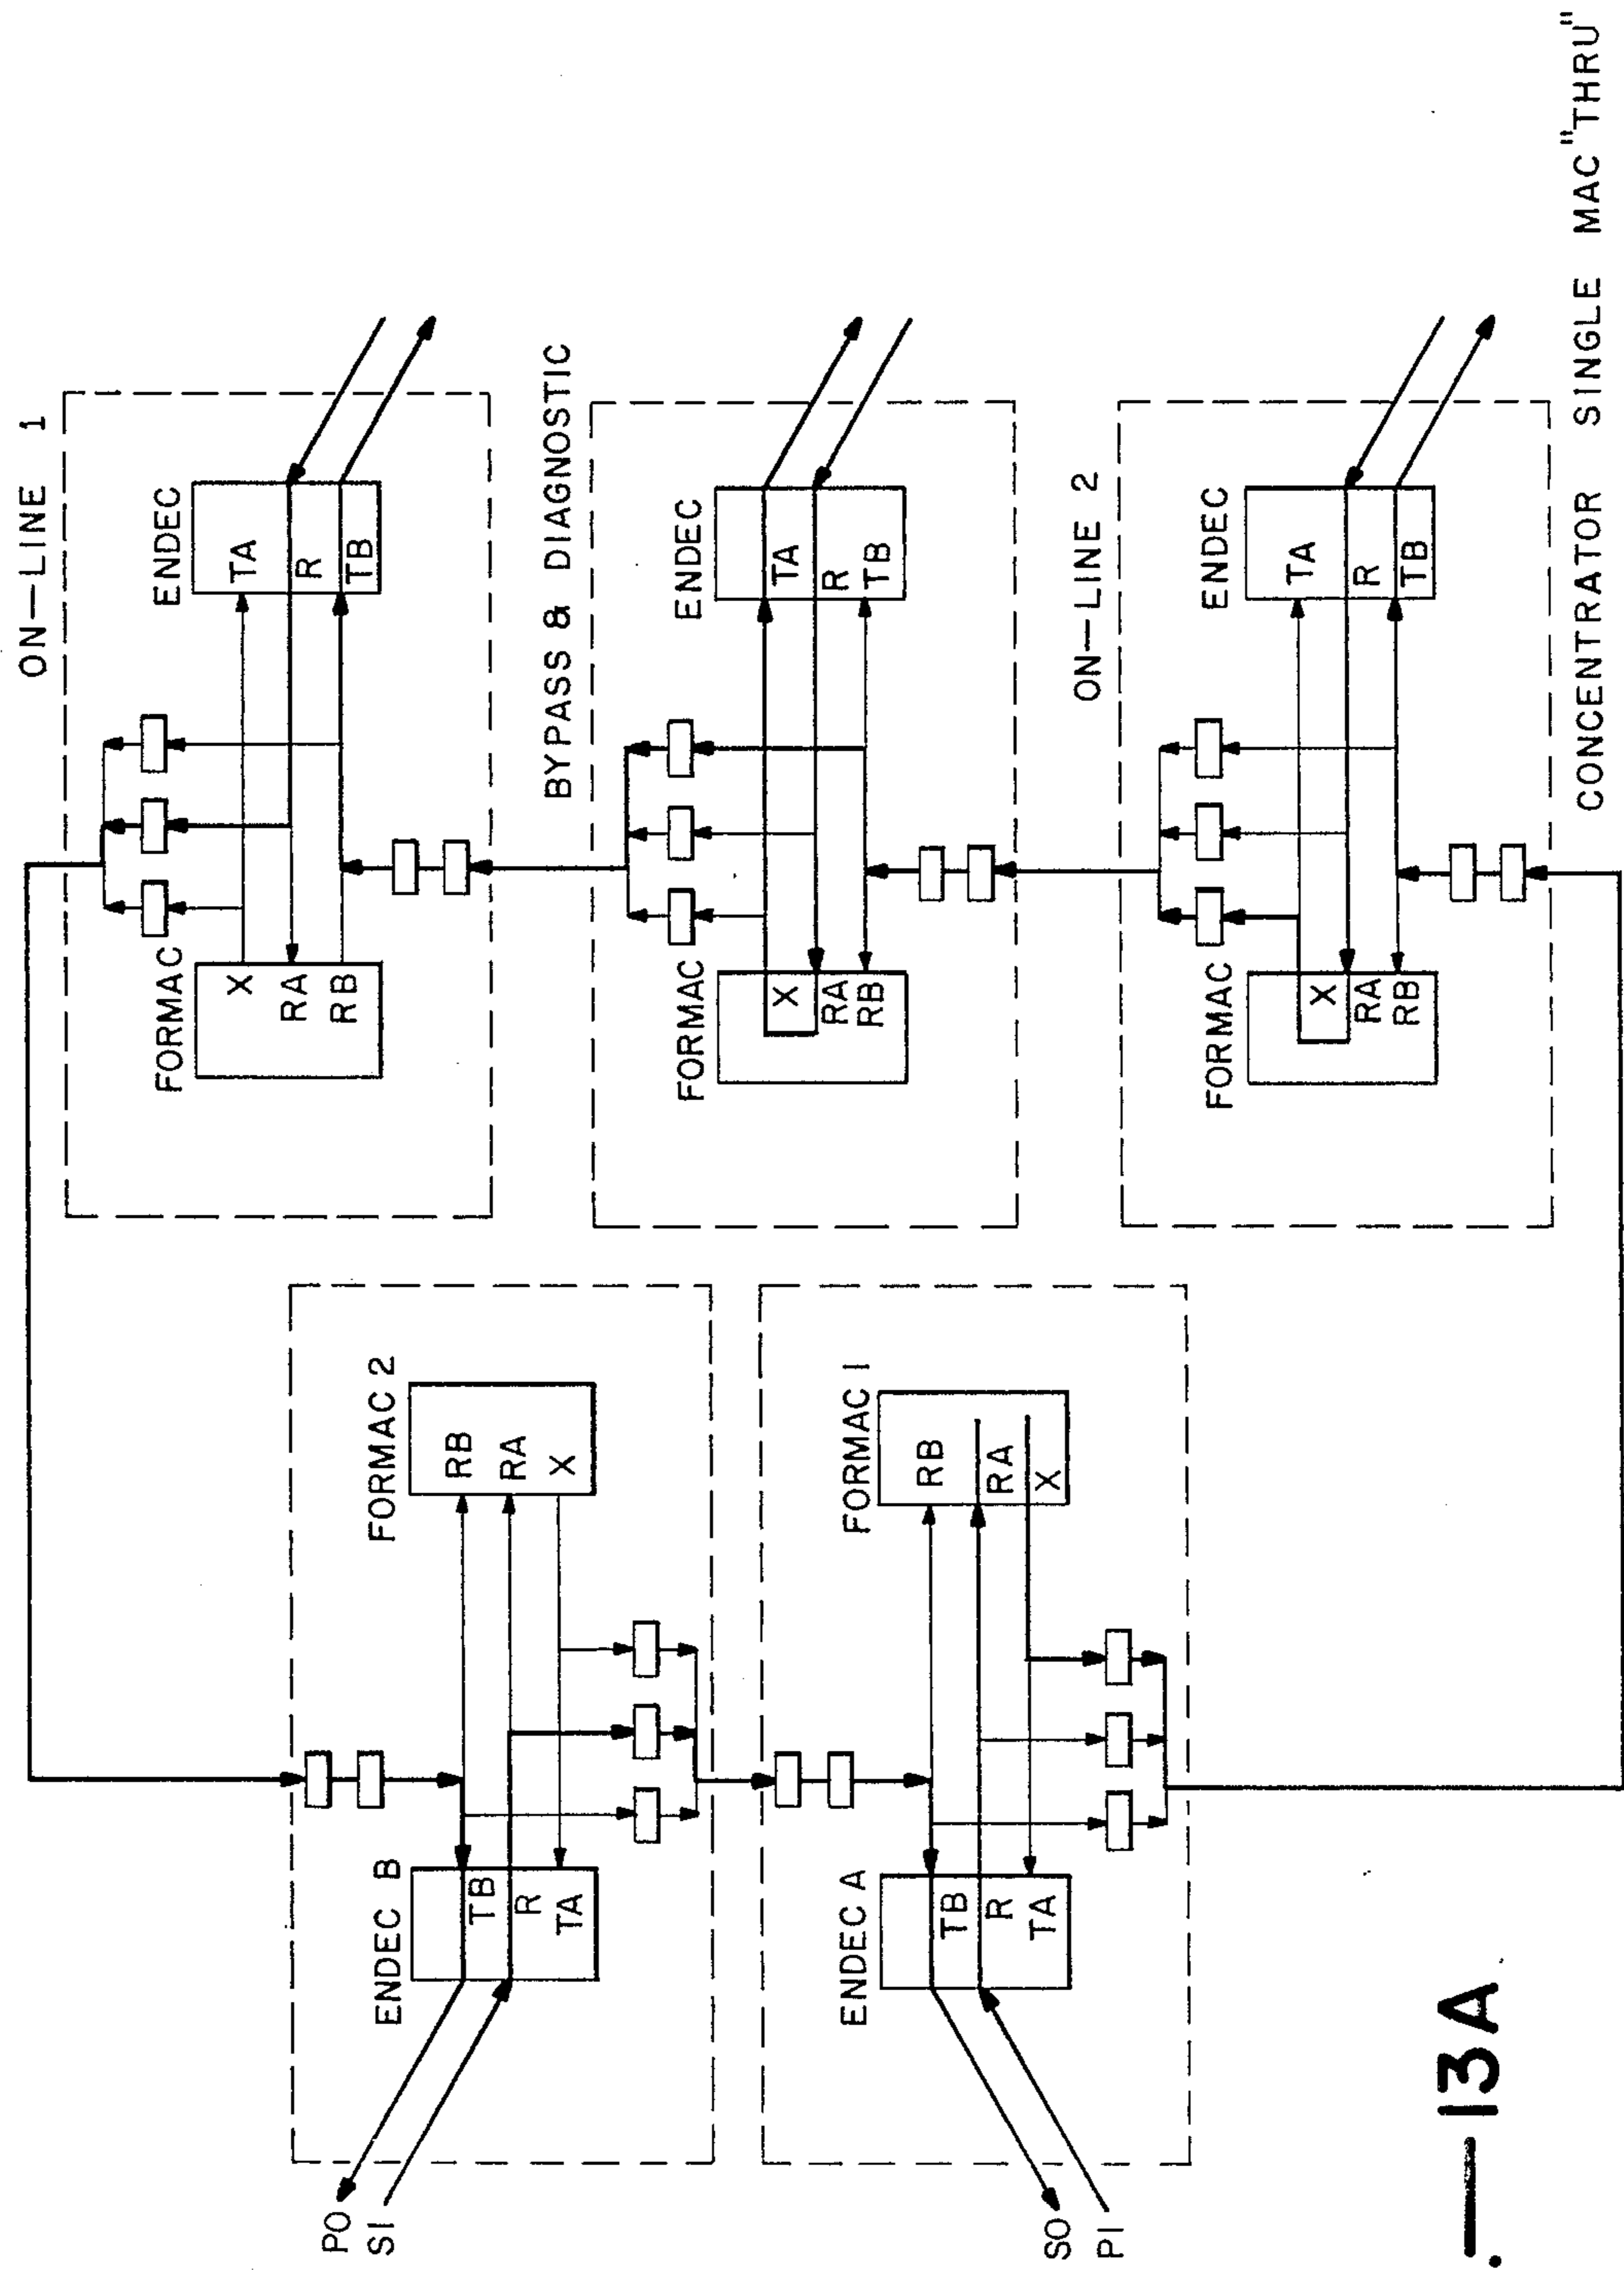 ON—LINE 1
FORMAC
X
RA
RB
ENDEC
TA
R
TB
BYPASS & DIAGNOSTIC
FORMAC
X
RA
RB
ENDEC
TA
R
TB
ON—LINE 2
FORMAC
X
RA
RB
ENDEC
TA
R
TB
CONCENTRATOR SINGLE MAC "THRU"
PO
SI
ENDEC B
TB
R
TA
FORMAC 2
RB
RA
X
SO
PI
ENDEC A
TB
R
TA
FORMAC 1
RB
RA
X
.—13A